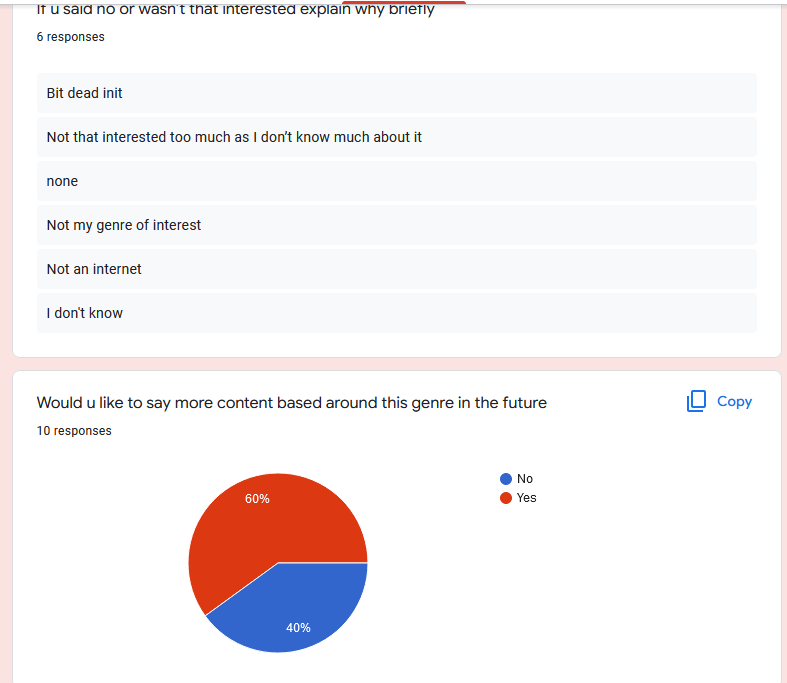 If u said no or wasn't that interested explain why briefly
6 responses
Bit dead init
Not that interested too much as I don't know much about it
none
Not my genre of interest
Not an internet
I don't know
Would u like to say more content based around this genre in the future
Copy
10 responses
No
Yes
60%
40%